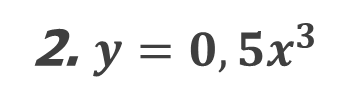 2. y = 0,5x³